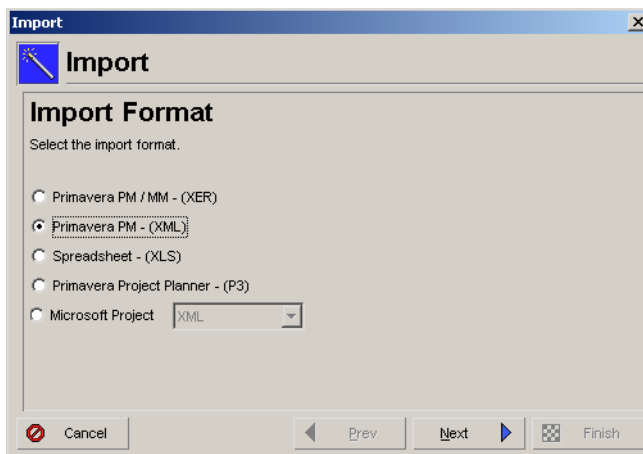 Import
Import
Import Format
Select the import format.
Primavera PM / MM - (XER)
Primavera PM - (XML)
Spreadsheet - (XLS)
Primavera Project Planner - (P3)
Microsoft Project XML
Cancel Prev Next Finish